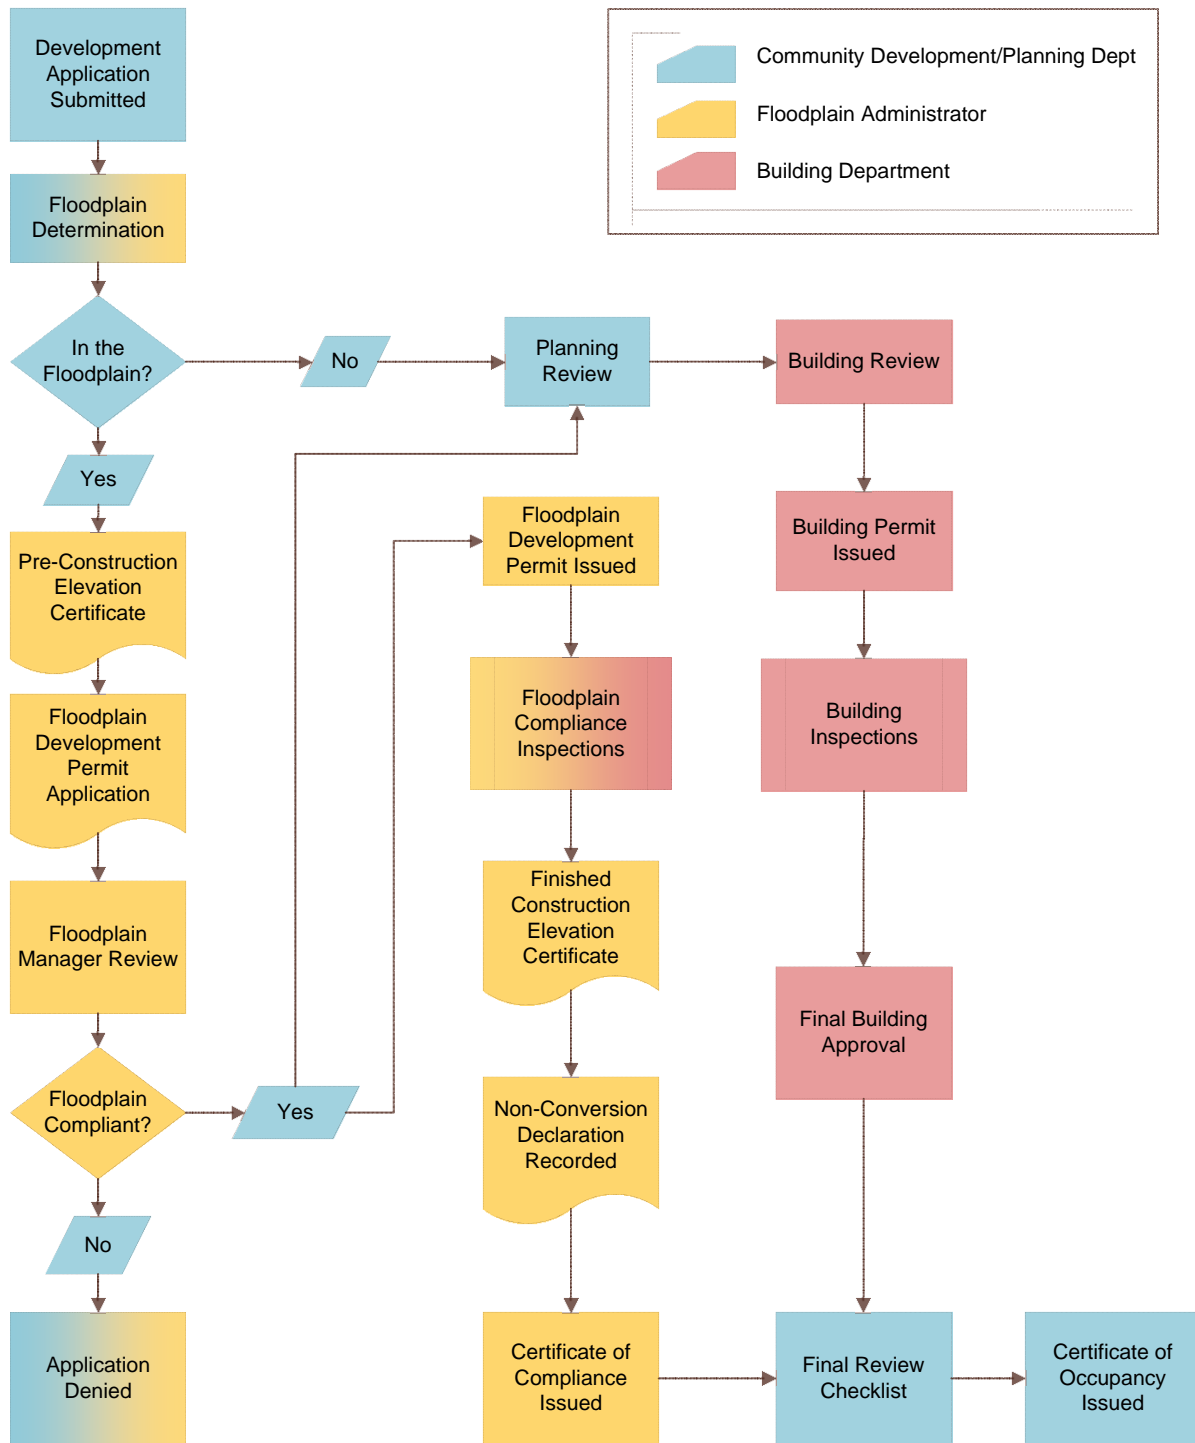 Development
Application
Submitted
Community Development/Planning Dept
Floodplain Administrator
Building Department
Floodplain
Determination
In the
Floodplain?
No
Planning
Review
Building Review
Yes
Pre-Construction
Elevation
Certificate
Floodplain
Development
Permit Issued
Building Permit
Issued
Floodplain
Development
Permit
Application
Floodplain
Compliance
Inspections
Building
Inspections
Floodplain
Manager Review
Finished
Construction
Elevation
Certificate
Final Building
Approval
Floodplain
Compliant?
Yes
Non-Conversion
Declaration
Recorded
No
Application
Denied
Certificate of
Compliance
Issued
Final Review
Checklist
Certificate of
Occupancy
Issued